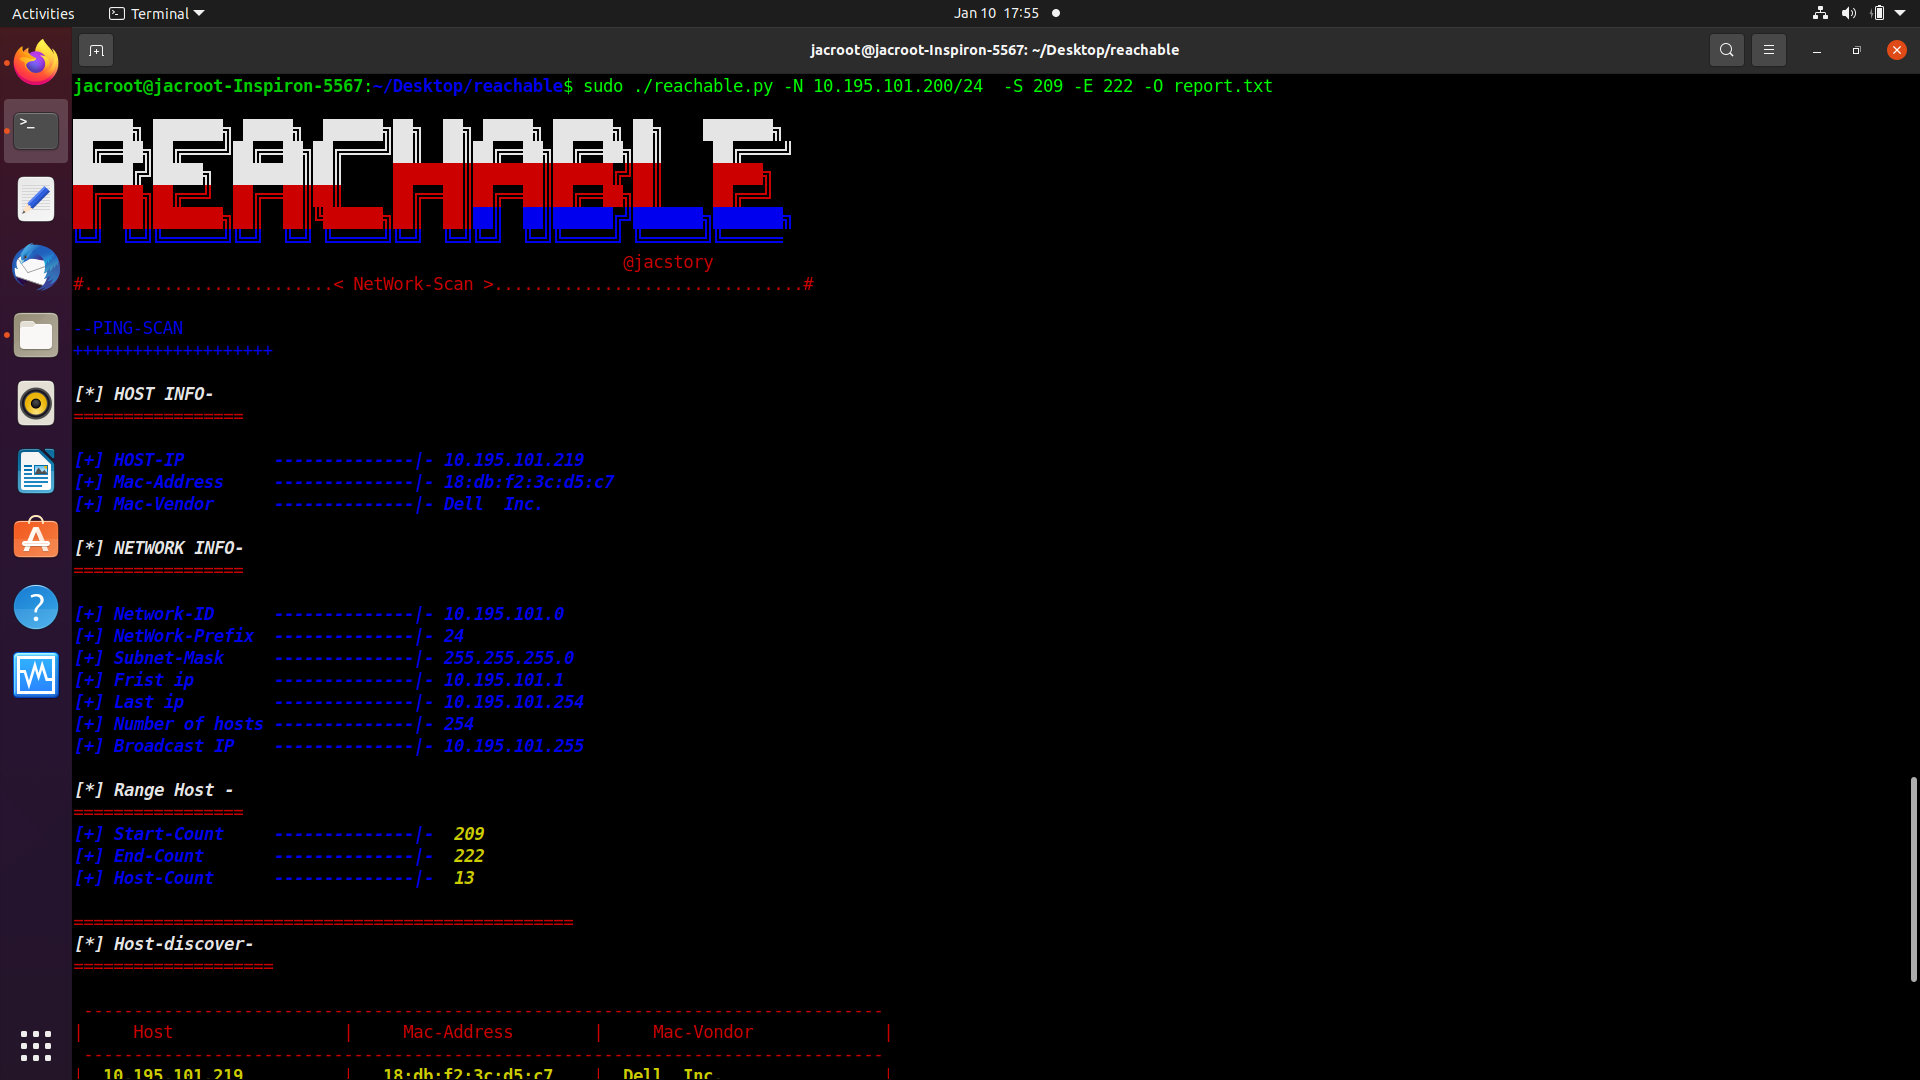 Activities
Terminal
Jan 10 17:55
jacroot@jacroot-Inspiron-5567: ~/Desktop/reachable
jacroot@jacroot-Inspiron-5567:~/Desktop/reachable$ sudo ./reachable.py -N 10.195.101.200/24  -S 209 -E 222 -O report.txt
REACHABLE
@jacstory
#.........................< NetWork-Scan >...............................#
--PING-SCAN
++++++++++++++++++++
[*] HOST INFO-
=================
[+] HOST-IP         --------------|- 10.195.101.219
[+] Mac-Address     --------------|- 18:db:f2:3c:d5:c7
[+] Mac-Vendor      --------------|- Dell  Inc.
[*] NETWORK INFO-
=================
[+] Network-ID      --------------|- 10.195.101.0
[+] NetWork-Prefix  --------------|- 24
[+] Subnet-Mask     --------------|- 255.255.255.0
[+] Frist ip        --------------|- 10.195.101.1
[+] Last ip         --------------|- 10.195.101.254
[+] Number of hosts --------------|- 254
[+] Broadcast IP    --------------|- 10.195.101.255
[*] Range Host -
=================
[+] Start-Count     --------------|-  209
[+] End-Count       --------------|-  222
[+] Host-Count      --------------|-  13
==================================================
[*] Host-discover-
====================
--------------------------------------------------------------------------------
|     Host                 |     Mac-Address        |     Mac-Vondor             |
--------------------------------------------------------------------------------
|  10.195.101.219          |   18:db:f2:3c:d5:c7    |  Dell  Inc.                |